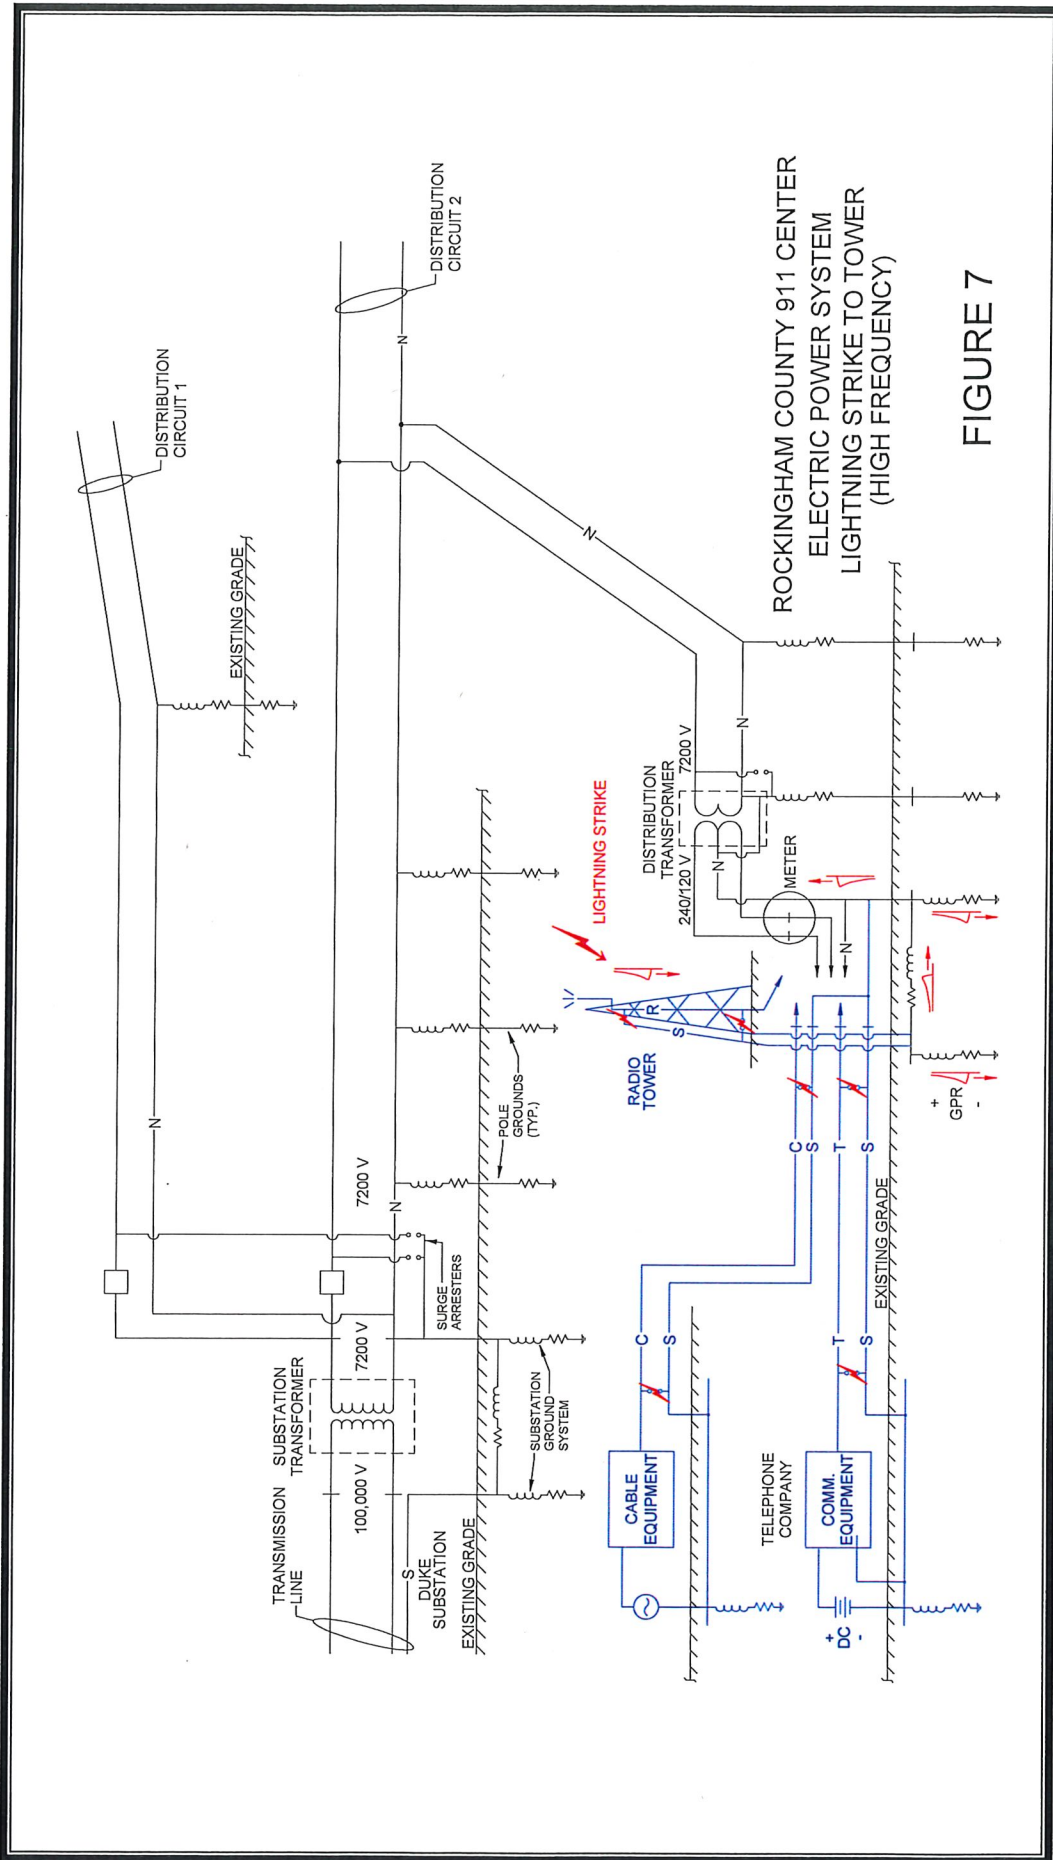 DISTRIBUTION
CIRCUIT 1
DISTRIBUTION
CIRCUIT 2
EXISTING GRADE
N
N
N
7200 V
TRANSMISSION
LINE
SUBSTATION
TRANSFORMER
100,000 V
7200 V
N
SURGE
ARRESTERS
POLE
GROUNDS
(TYP.)
S
DUKE
SUBSTATION
EXISTING GRADE
SUBSTATION
GROUND
SYSTEM
LIGHTNING STRIKE
RADIO
TOWER
R
S
DISTRIBUTION
TRANSFORMER
7200 V
240/120 V
N
N
METER
N
C
S
C
S
CABLE
EQUIPMENT
TELEPHONE
COMPANY
COMM.
EQUIPMENT
T
S
T
S
+
DC
-
EXISTING GRADE
+
GPR
-
ROCKINGHAM COUNTY 911 CENTER
ELECTRIC POWER SYSTEM
LIGHTNING STRIKE TO TOWER
(HIGH FREQUENCY)
FIGURE 7